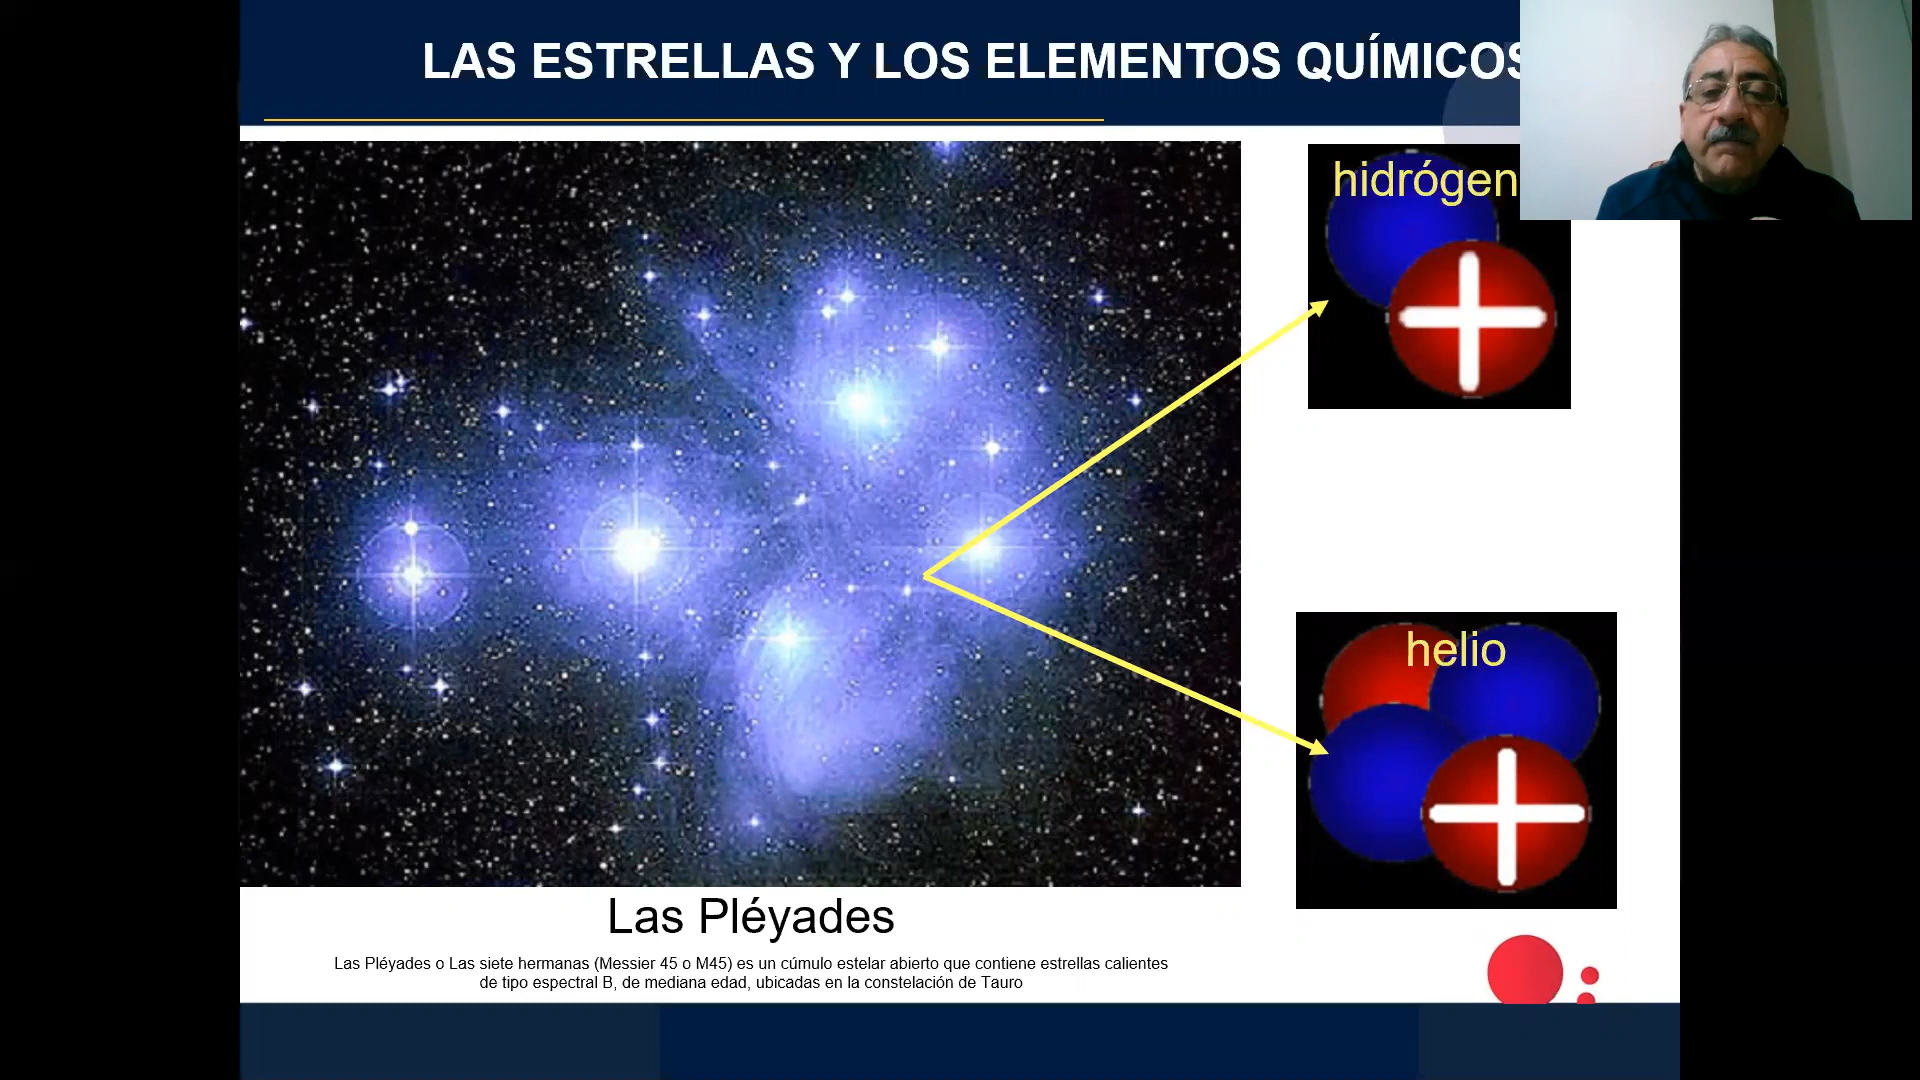 LAS ESTRELLAS Y LOS ELEMENTOS QUÍMICOS
hidrógen
helio
Las Pléyades
Las Pléyades o Las siete hermanas (Messier 45 o M45) es un cúmulo estelar abierto que contiene estrellas calientes
de tipo espectral B, de mediana edad, ubicadas en la constelación de Tauro